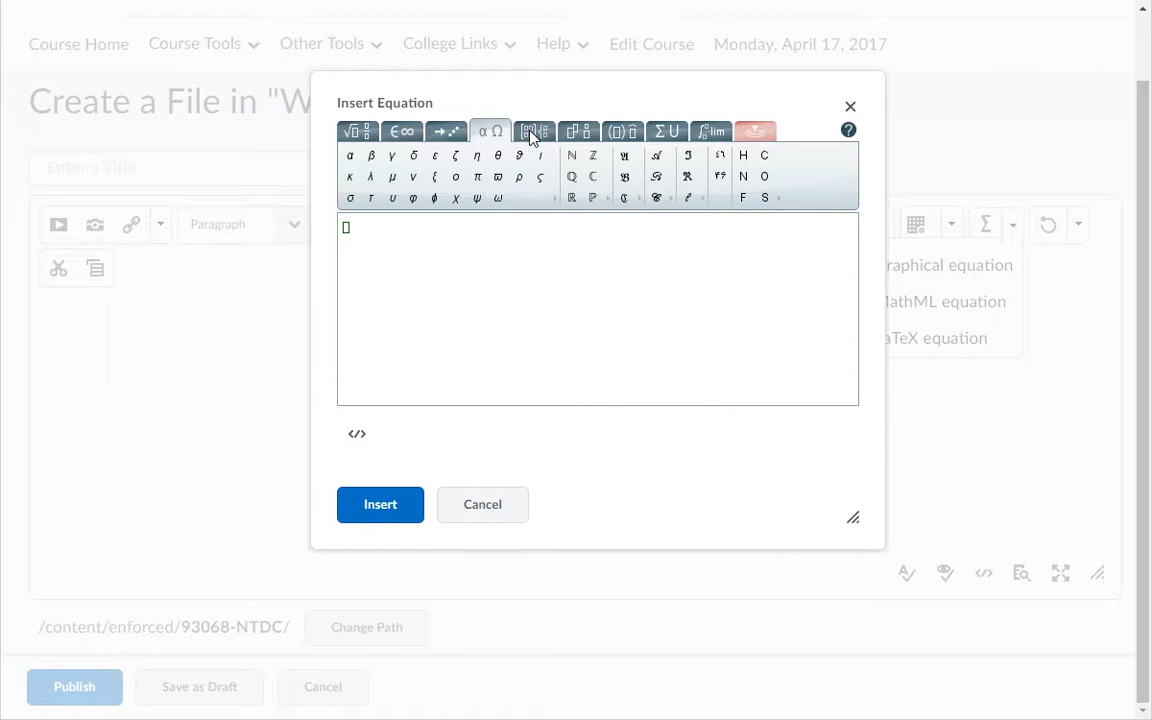 Course Home Course Tools Other Tools College Links Help Edit Course Monday, April 17, 2017
Create a File in "W
Insert Equation
∈∞ α Ω Σ U lim
α β γ δ ε ζ η θ ϑ ι ℕ ℤ 𝔄 𝒜 ℑ H C
κ λ μ ν ξ ο π ϖ ρ ς ℚ ℂ 𝔅 ℬ ℜ N O
σ τ υ φ ϕ χ ψ ω ℝ ℙ ℭ 𝒞 ℓ F S
Enter a Title
Paragraph
Σ
raphical equation
MathML equation
aTeX equation
</>
Insert Cancel
</>
/content/enforced/93068-NTDC/ Change Path
Publish Save as Draft Cancel